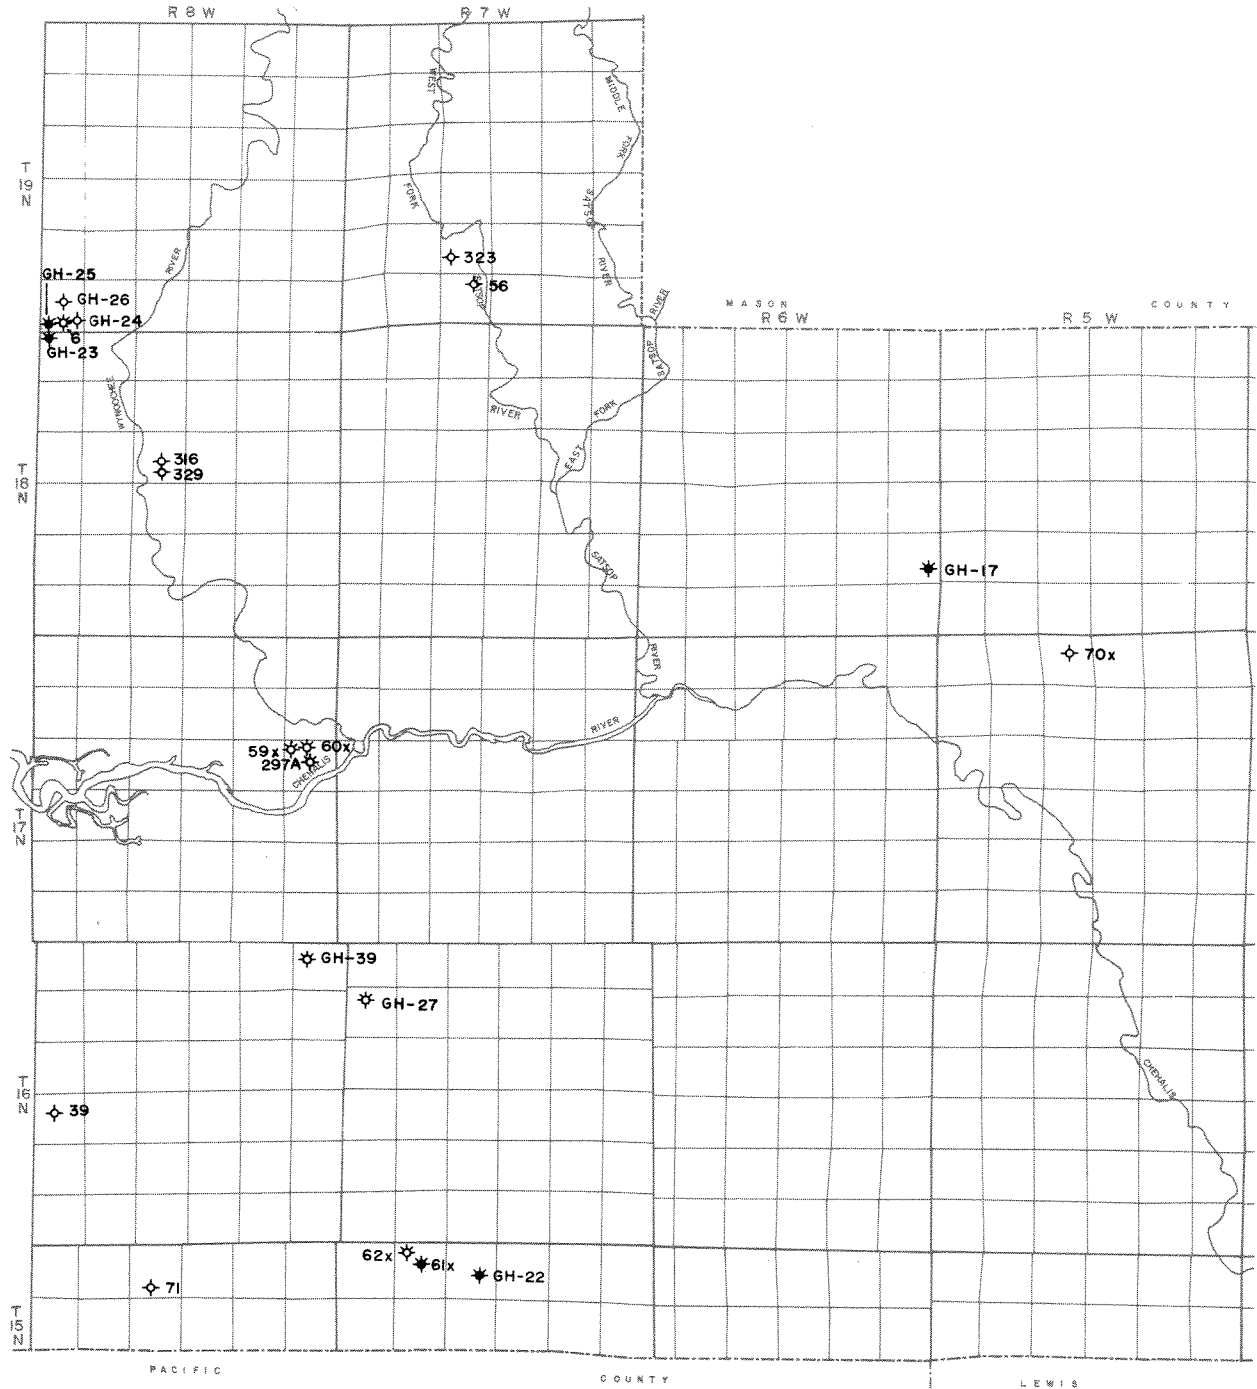 R 8 W
R 7 W
WEST
MIDDLE
FORK
T
19
N
FORK
SATSOP
RIVER
323
RIVER
GH-25
SATSOP
56
GH-26
RIVER
MASON
COUNTY
GH-24
R 6 W
R 5 W
6
GH-23
SATSOP
WYNOOCHEE
RIVER
FORK
EAST
316
T
18
N
329
SATSOP
GH-17
RIVER
70x
RIVER
59x
60x
297A
CHEHALIS
T
17
N
GH-39
GH-27
CHEHALIS
T
16
N
39
62x
61x
GH-22
71
T
15
N
PACIFIC
COUNTY
LEWIS